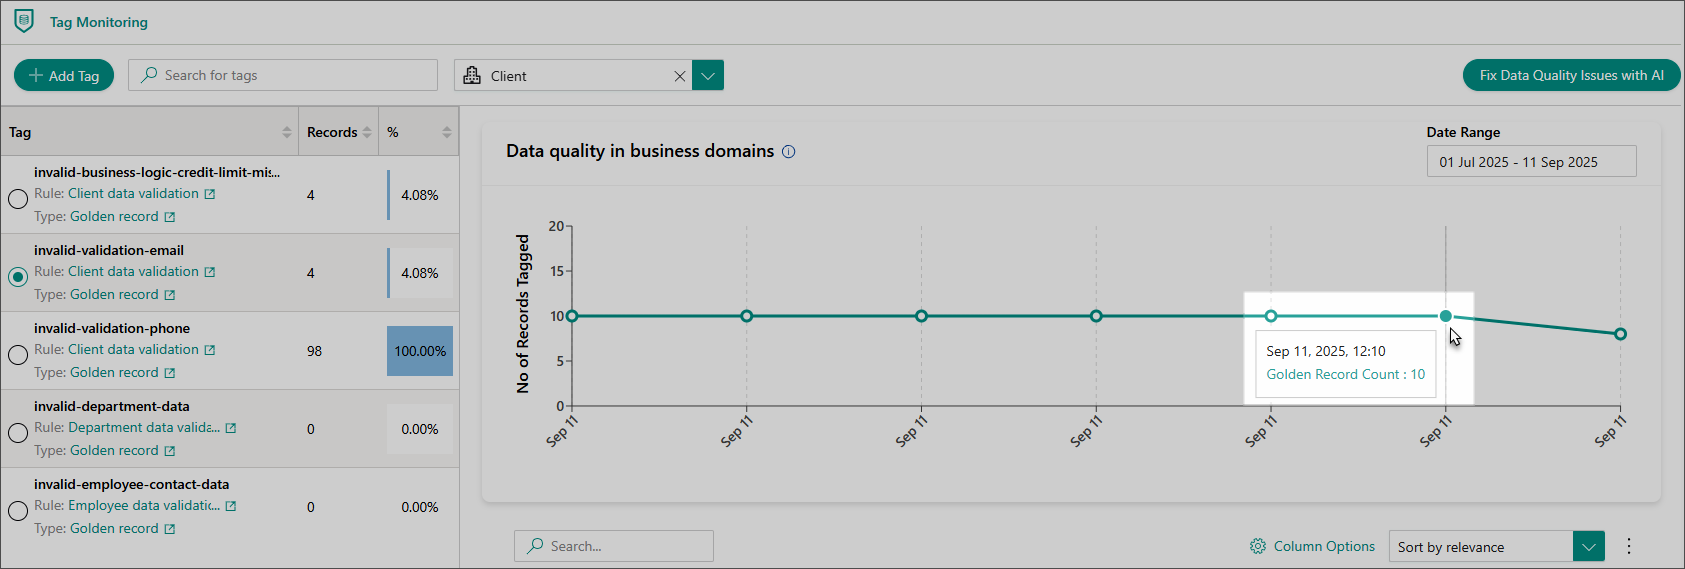 Tag Monitoring
Add Tag
Search for tags
Client
Fix Data Quality Issues with AI
Tag
Records
%
invalid-business-logic-credit-limit-mis...
Rule: Client data validation
Type: Golden record
4
4.08%
invalid-validation-email
Rule: Client data validation
Type: Golden record
4
4.08%
invalid-validation-phone
Rule: Client data validation
Type: Golden record
98
100.00%
invalid-department-data
Rule: Department data valida...
Type: Golden record
0
0.00%
invalid-employee-contact-data
Rule: Employee data validatic...
Type: Golden record
0
0.00%
Data quality in business domains
Date Range
01 Jul 2025 - 11 Sep 2025
No of Records Tagged
20
15
10
5
0
Sep 11, 2025, 12:10
Golden Record Count : 10
Sep 11
Sep 11
Sep 11
Sep 11
Sep 11
Sep 11
Sep 11
Search...
Column Options
Sort by relevance